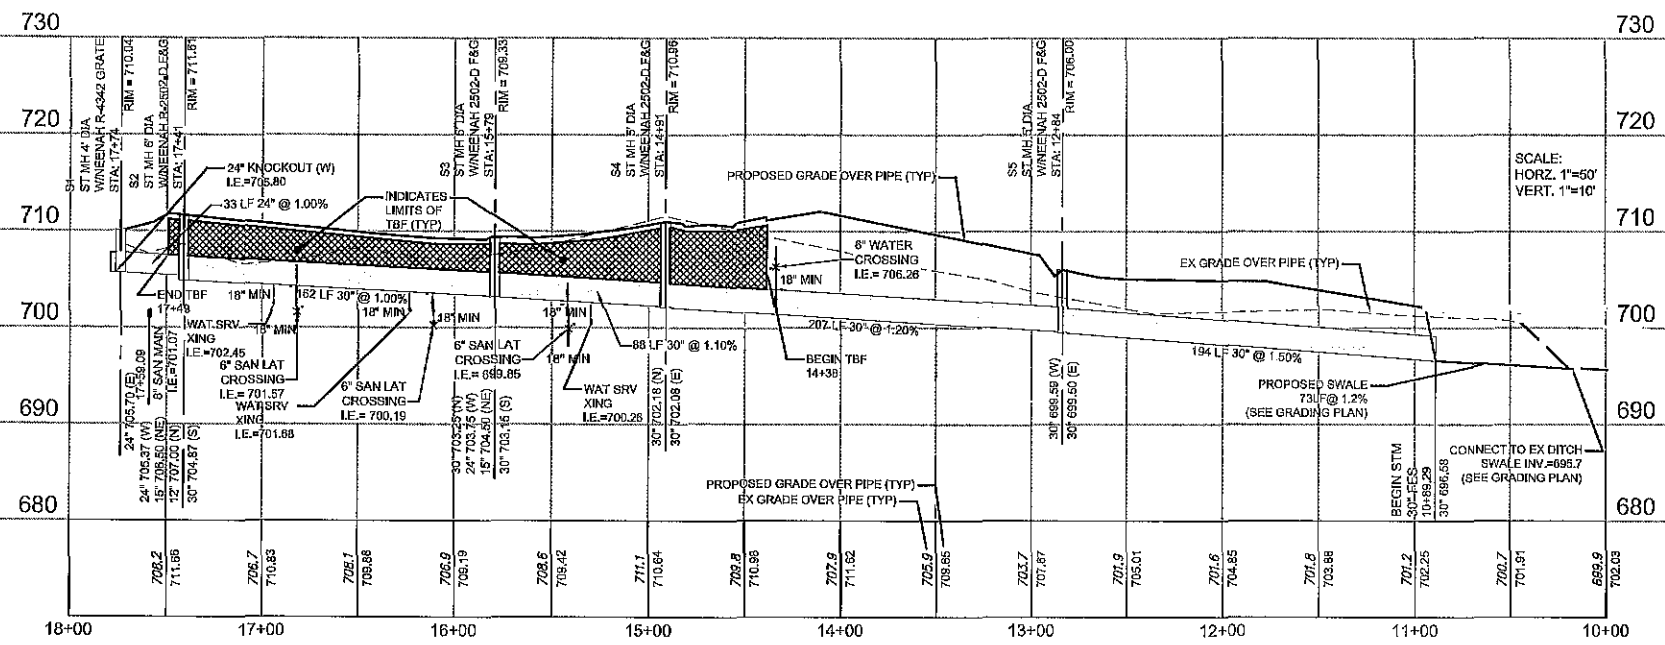 730
730
720
720
710
710
700
700
690
690
680
680
S1
ST MH 4' DIA
W/NEENAH R-4342 GRATE
STA: 17+74
RIM = 710.04
S2
ST MH 6' DIA
W/NEENAH R-2502-D F&G
STA: 17+41
RIM = 711.61
S3
ST MH 6' DIA
W/NEENAH 2502-D F&G
STA: 15+79
RIM = 709.33
S4
ST MH 5' DIA
W/NEENAH 2502-D F&G
STA: 14+91
RIM = 710.96
S5
ST MH 5' DIA
W/NEENAH 2502-D F&G
STA: 12+84
RIM = 706.00
SCALE:
HORZ. 1"=50'
VERT. 1"=10'
24" KNOCKOUT (W)
I.E.=705.80
33 LF 24" @ 1.00%
INDICATES
LIMITS OF
TBF (TYP)
PROPOSED GRADE OVER PIPE (TYP)
8" WATER
CROSSING
I.E.= 706.26
18" MIN
EX GRADE OVER PIPE (TYP)
END TBF
17+49
18" MIN
162 LF 30" @ 1.00%
18" MIN
18" MIN
18" MIN
WAT SRV
XING
I.E.=702.45
18" MIN
6" SAN LAT
CROSSING
I.E.= 701.57
WAT SRV
XING
I.E.=701.68
6" SAN LAT
CROSSING
I.E.= 700.19
6" SAN LAT
CROSSING
I.E.= 699.85
18" MIN
88 LF 30" @ 1.10%
WAT SRV
XING
I.E.=700.26
207 LF 30" @ 1.20%
BEGIN TBF
14+38
194 LF 30" @ 1.50%
PROPOSED SWALE
73LF@ 1.2%
(SEE GRADING PLAN)
CONNECT TO EX DITCH
SWALE INV.=695.7
(SEE GRADING PLAN)
24" 705.70 (E)
17+59.09
8" SAN MAIN
I.E.=701.07
24" 705.37 (W)
15" 706.50 (NE)
12" 707.00 (N)
30" 704.87 (S)
30" 703.25 (N)
24" 703.75 (W)
15" 704.50 (NE)
30" 703.15 (S)
30" 702.18 (N)
30" 702.08 (E)
30" 699.59 (W)
30" 699.50 (E)
BEGIN STM
30" FES
10+89.29
30" 696.58
PROPOSED GRADE OVER PIPE (TYP)
EX GRADE OVER PIPE (TYP)
708.2
711.66
706.7
710.83
708.1
709.88
706.9
709.19
708.6
709.42
711.1
710.64
709.8
710.96
707.9
711.62
705.9
709.65
703.7
707.67
701.9
705.01
701.6
704.85
701.8
703.88
701.2
702.25
700.7
701.91
699.9
702.03
18+00
17+00
16+00
15+00
14+00
13+00
12+00
11+00
10+00